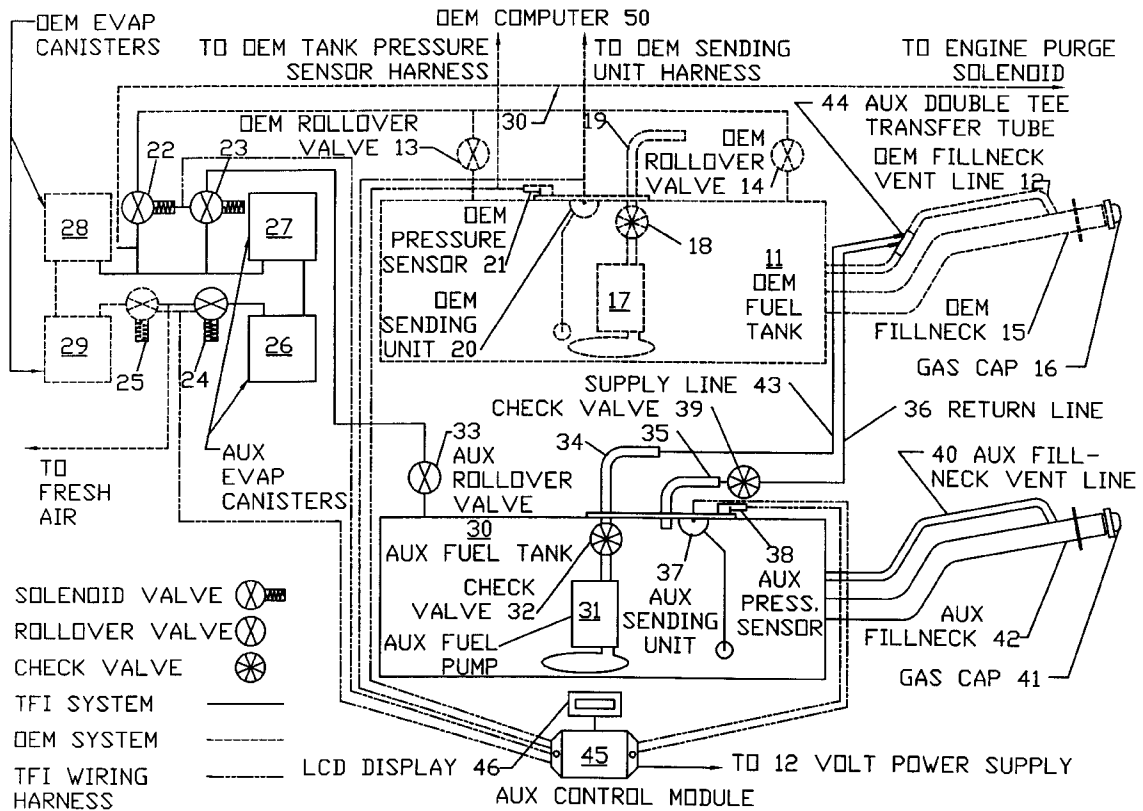 OEM EVAP
CANISTERS
OEM COMPUTER 50
TO OEM TANK PRESSURE
SENSOR HARNESS
TO OEM SENDING
UNIT HARNESS
TO ENGINE PURGE
SOLENOID
30
19
44 AUX DOUBLE TEE
TRANSFER TUBE
OEM FILLNECK
VENT LINE 12
OEM ROLLOVER
VALVE 13
OEM
ROLLOVER
VALVE 14
22
23
28
27
29
26
25
24
OEM
PRESSURE
SENSOR 21
OEM
SENDING
UNIT 20
18
17
11
OEM
FUEL
TANK
OEM
FILLNECK 15
GAS CAP 16
SUPPLY LINE 43
CHECK VALVE 39
36 RETURN LINE
TO
FRESH
AIR
AUX
EVAP
CANISTERS
33
AUX
ROLLOVER
VALVE
34
35
40 AUX FILL-
NECK VENT LINE
30
AUX FUEL TANK
CHECK
VALVE 32
31
AUX FUEL
PUMP
37
AUX
SENDING
UNIT
38
AUX
PRESS.
SENSOR
AUX
FILLNECK 42
GAS CAP 41
SOLENOID VALVE
ROLLOVER VALVE
CHECK VALVE
TFI SYSTEM
OEM SYSTEM
TFI WIRING
HARNESS
LCD DISPLAY 46
45
TO 12 VOLT POWER SUPPLY
AUX CONTROL MODULE